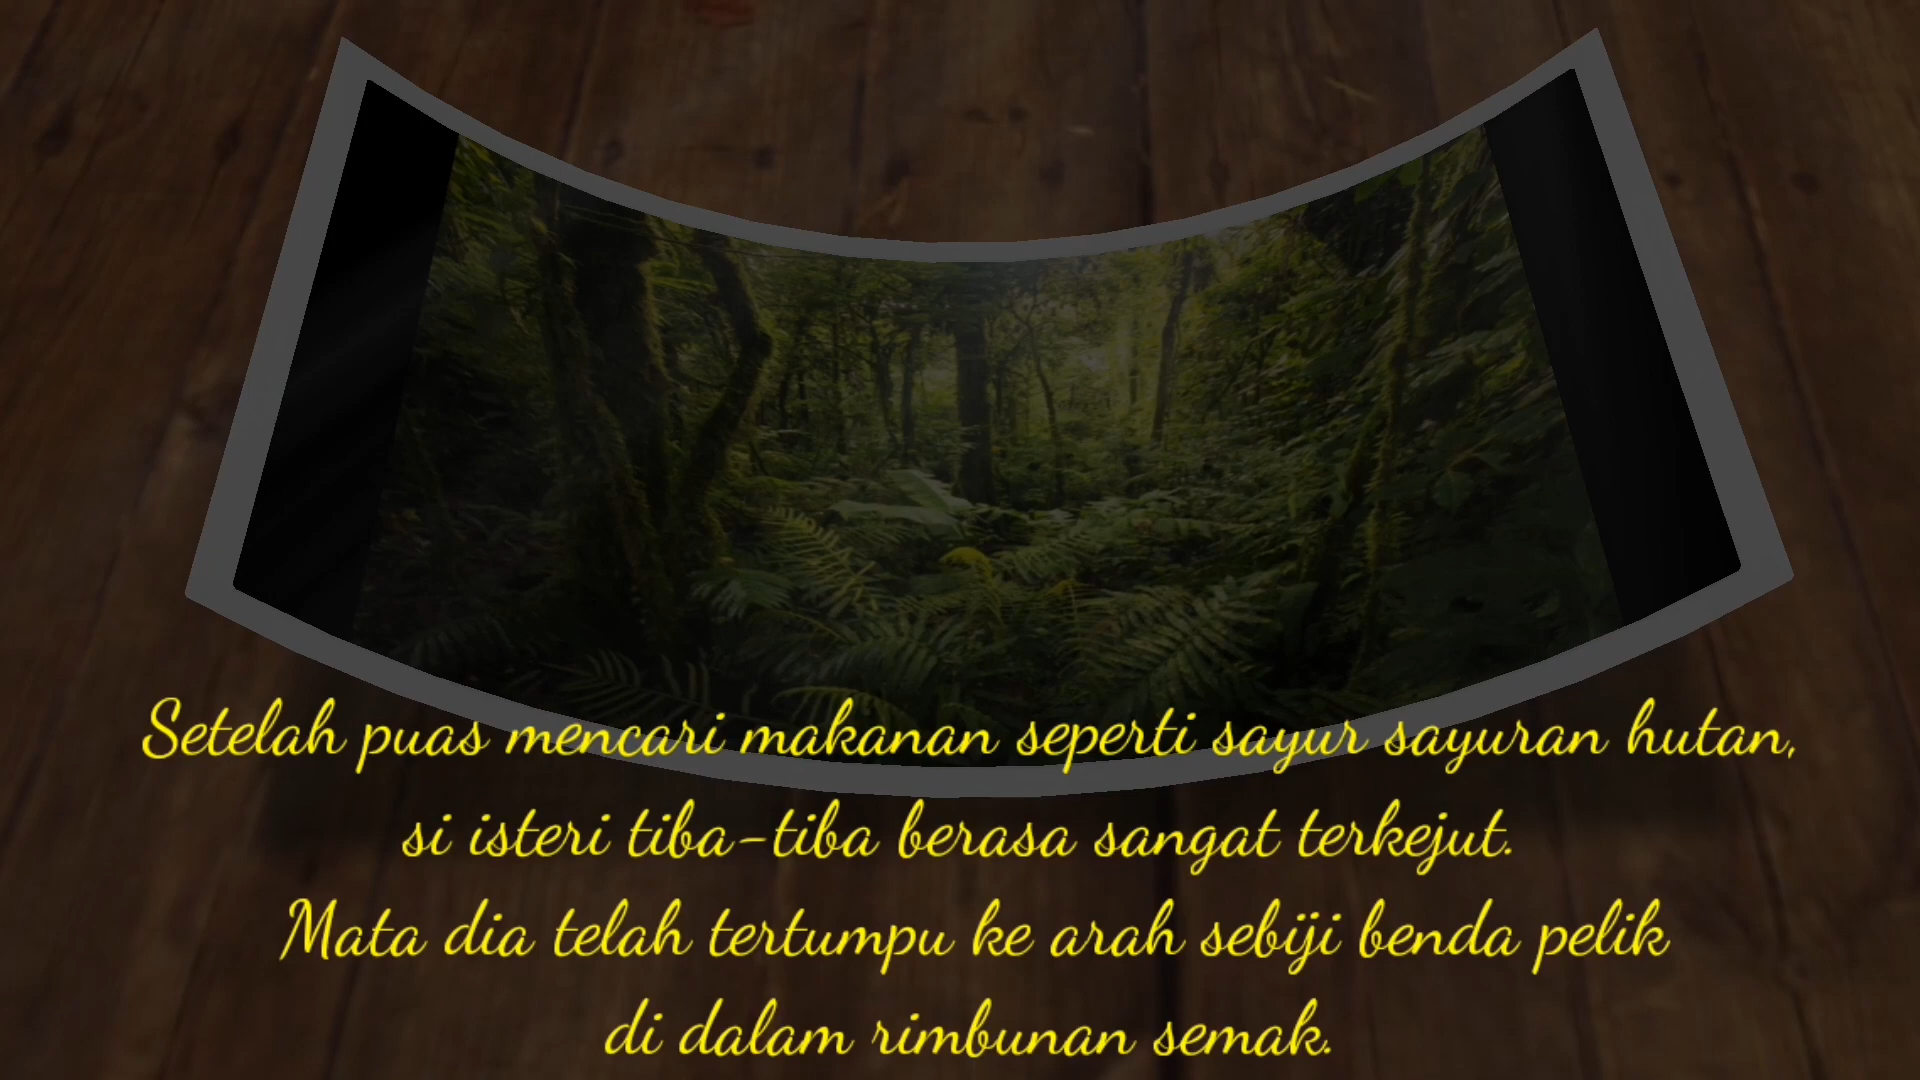 Setelah puas mencari makanan seperti sayur sayuran hutan,
si isteri tiba-tiba berasa sangat terkejut.
Mata dia telah tertumpu ke arah sebiji benda pelik
di dalam rimbunan semak.